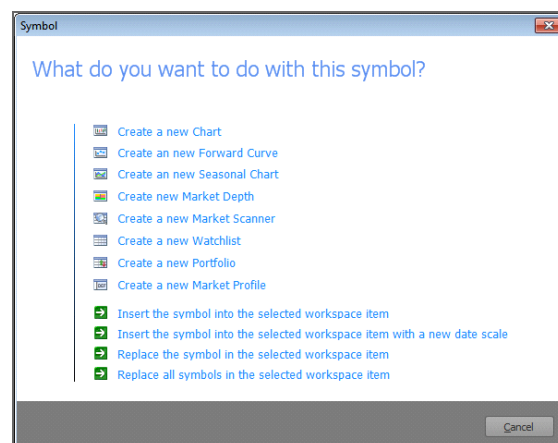 Symbol
What do you want to do with this symbol?
Create a new Chart
Create an new Forward Curve
Create an new Seasonal Chart
Create new Market Depth
Create a new Market Scanner
Create a new Watchlist
Create a new Portfolio
Create a new Market Profile
Insert the symbol into the selected workspace item
Insert the symbol into the selected workspace item with a new date scale
Replace the symbol in the selected workspace item
Replace all symbols in the selected workspace item
Cancel